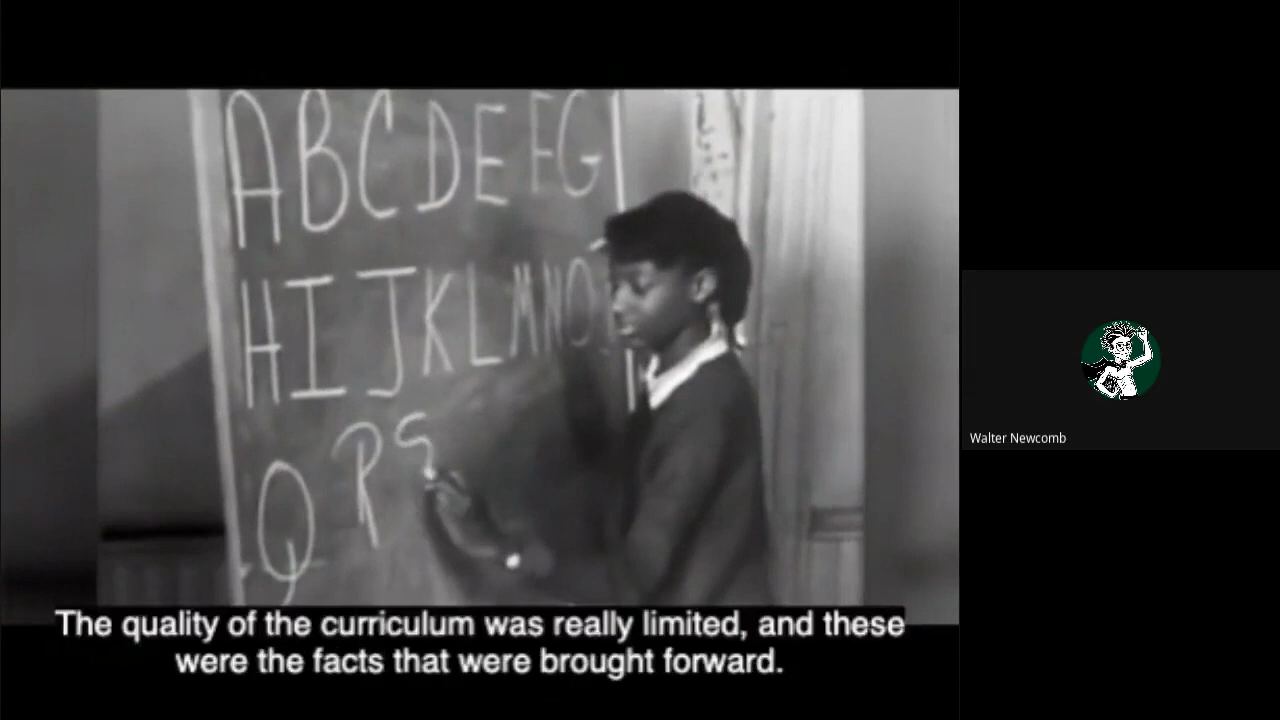 ABCDEFG
HIJKLMNO
QRS
The quality of the curriculum was really limited, and these
were the facts that were brought forward.
Walter Newcomb